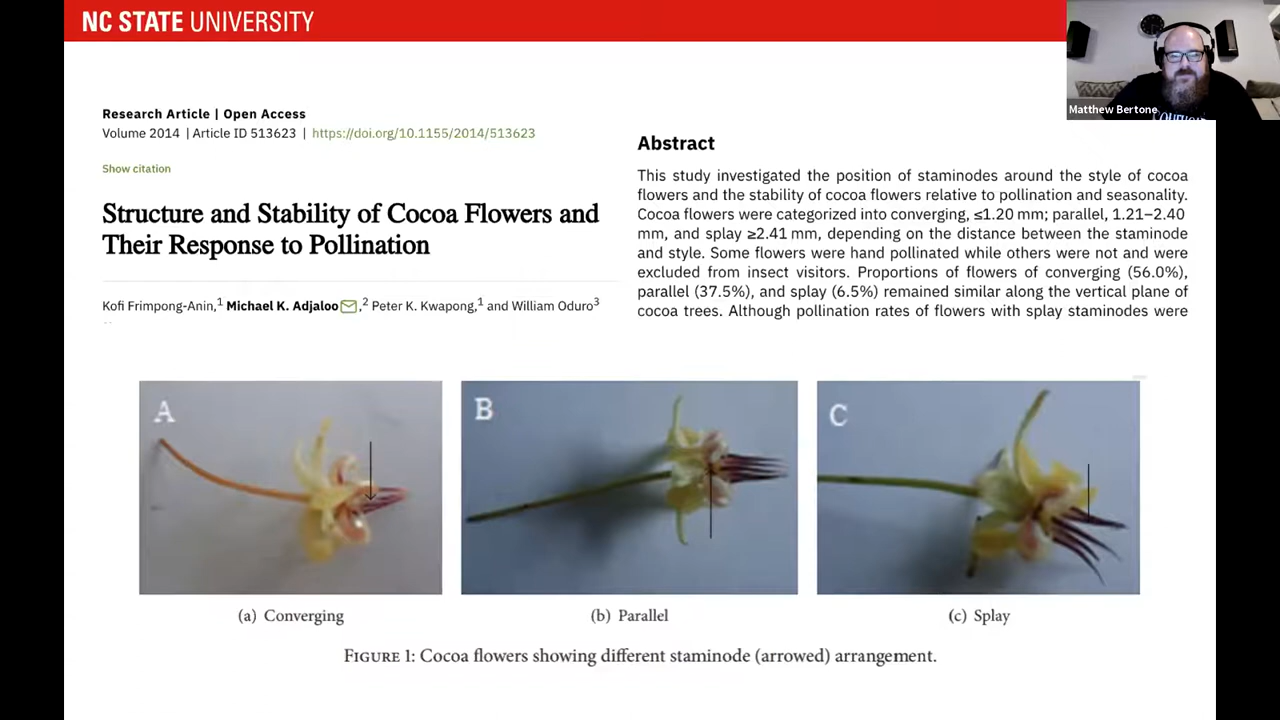 NC STATE UNIVERSITY
Matthew Bertone
Research Article | Open Access
Volume 2014 | Article ID 513623 | https://doi.org/10.1155/2014/513623
Show citation
Structure and Stability of Cocoa Flowers and
Their Response to Pollination
Kofi Frimpong-Anin,1 Michael K. Adjaloo,2 Peter K. Kwapong,1 and William Oduro3
Abstract
This study investigated the position of staminodes around the style of cocoa
flowers and the stability of cocoa flowers relative to pollination and seasonality.
Cocoa flowers were categorized into converging, ≤1.20 mm; parallel, 1.21–2.40
mm, and splay ≥2.41 mm, depending on the distance between the staminode
and style. Some flowers were hand pollinated while others were not and were
excluded from insect visitors. Proportions of flowers of converging (56.0%),
parallel (37.5%), and splay (6.5%) remained similar along the vertical plane of
cocoa trees. Although pollination rates of flowers with splay staminodes were
A
B
C
(a) Converging
(b) Parallel
(c) Splay
FIGURE 1: Cocoa flowers showing different staminode (arrowed) arrangement.